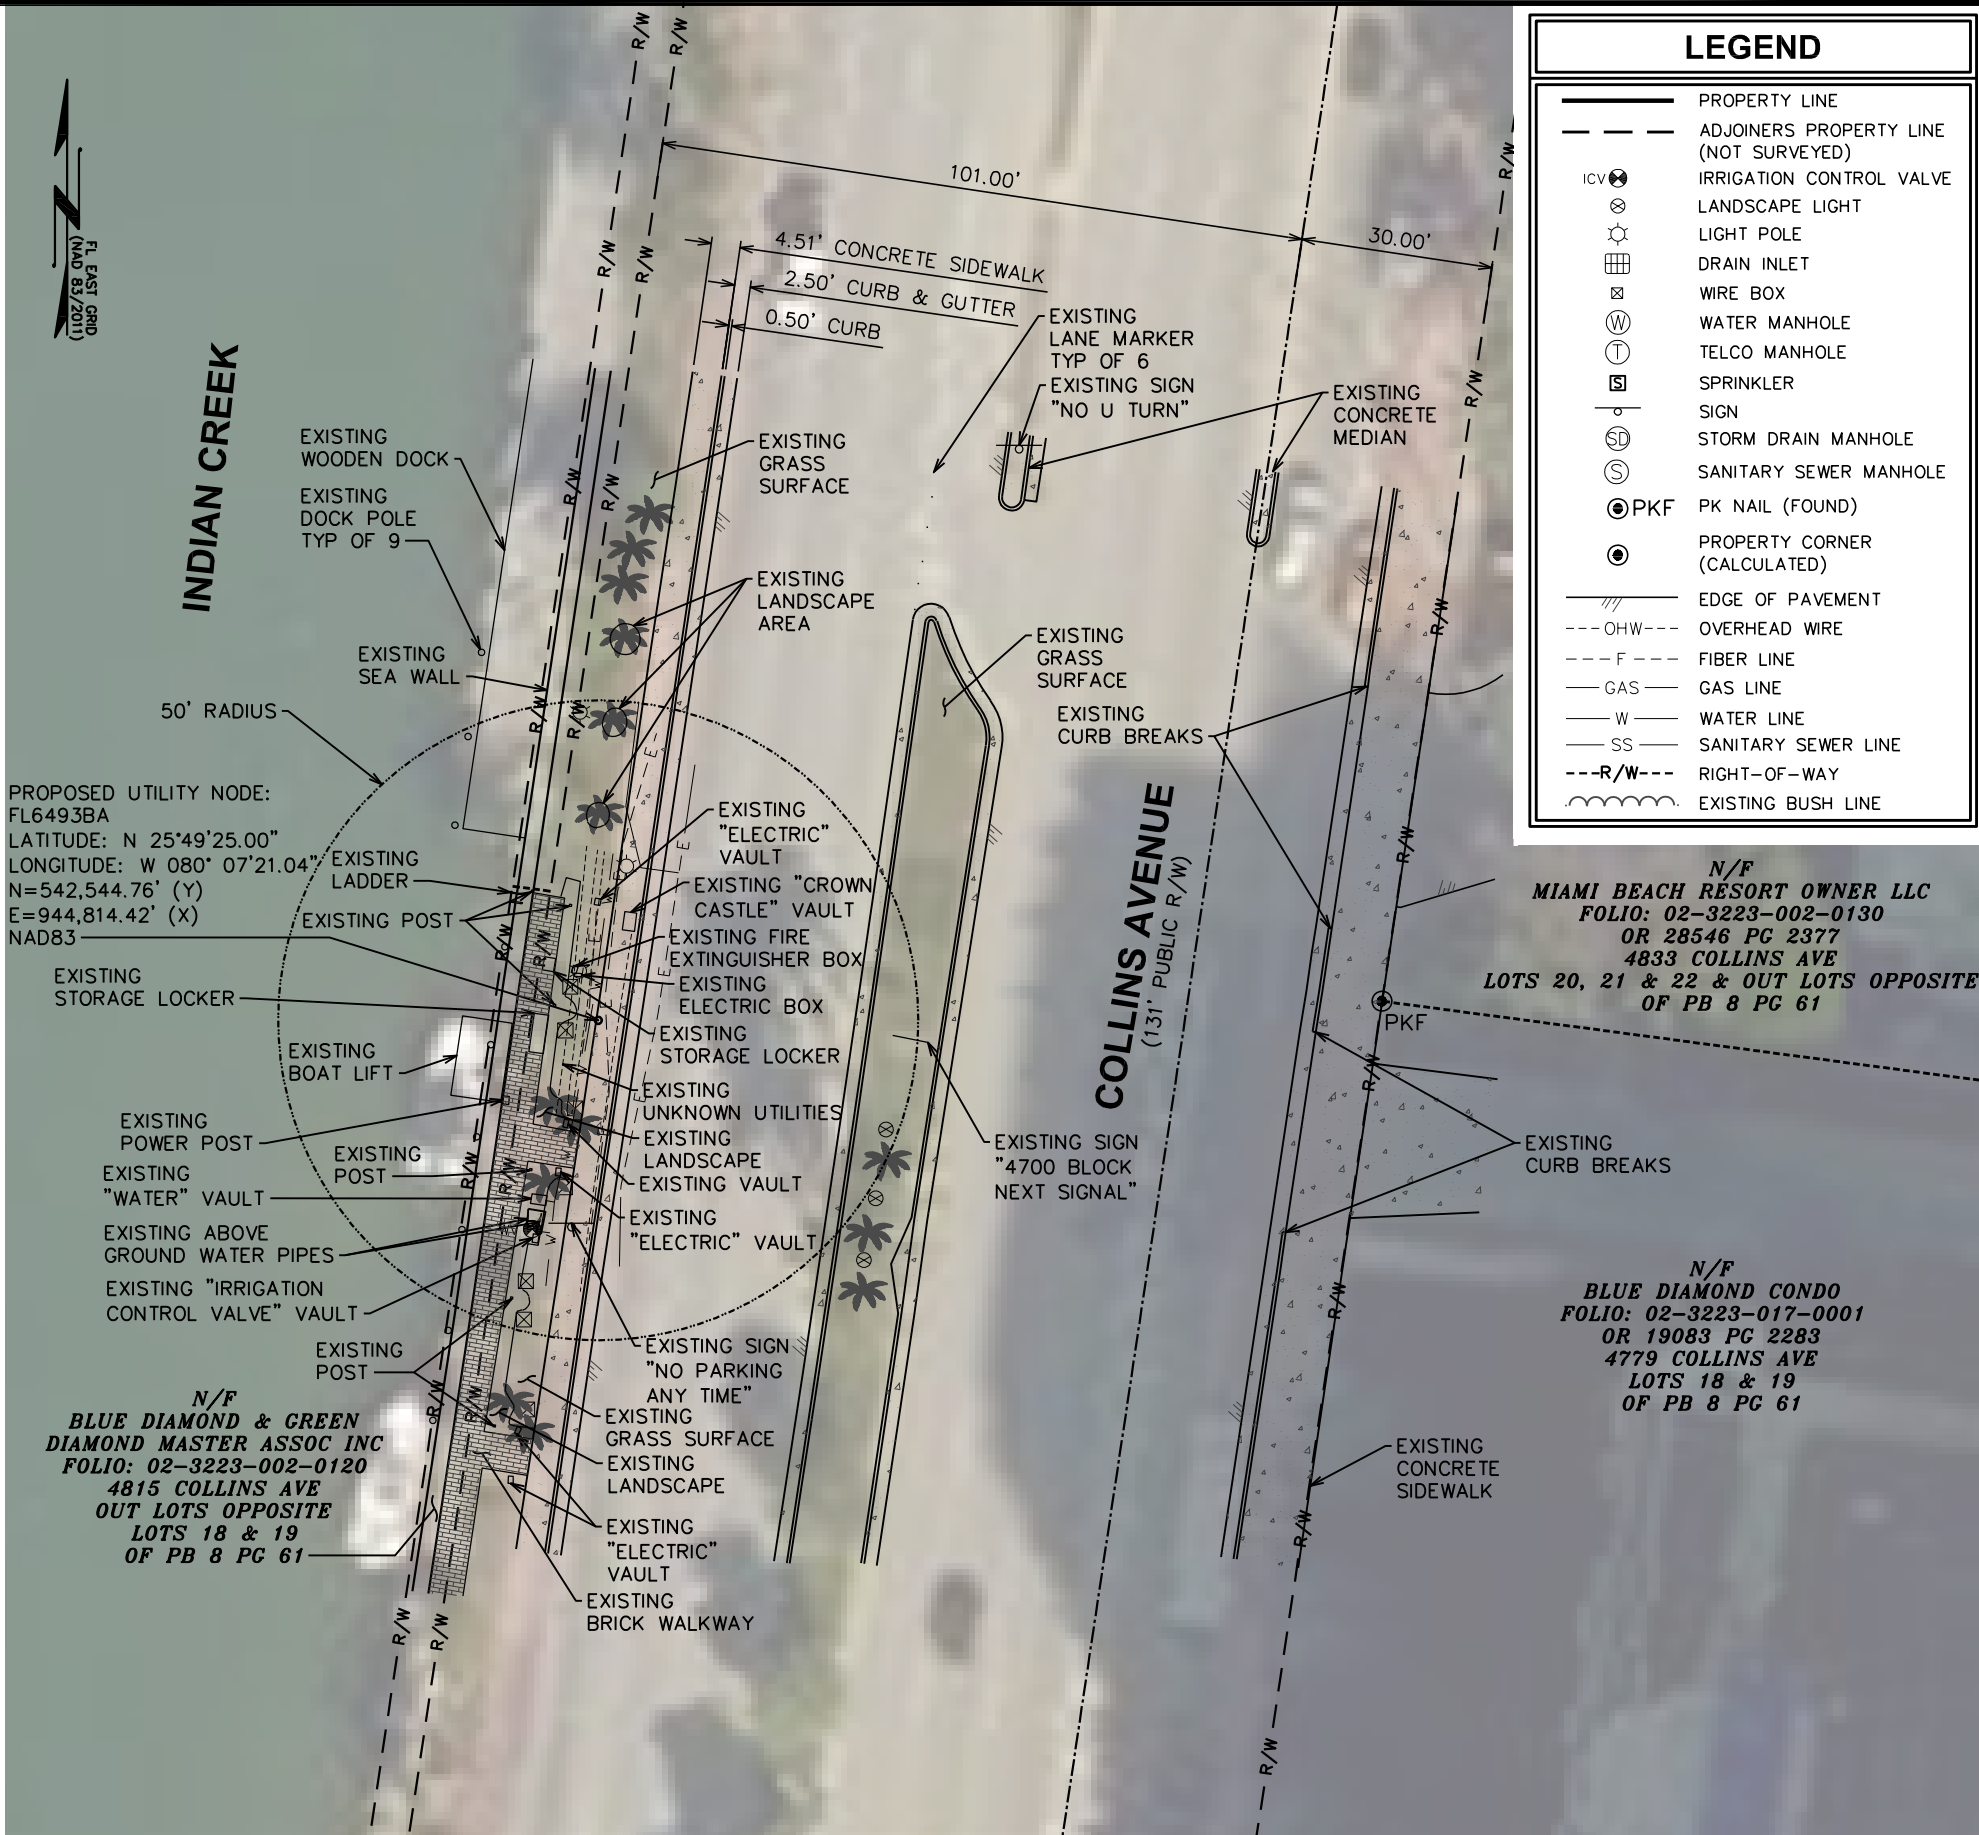 LEGEND
PROPERTY LINE
ADJOINERS PROPERTY LINE
(NOT SURVEYED)
ICV
IRRIGATION CONTROL VALVE
LANDSCAPE LIGHT
LIGHT POLE
DRAIN INLET
WIRE BOX
W
WATER MANHOLE
T
TELCO MANHOLE
S
SPRINKLER
SIGN
SD
STORM DRAIN MANHOLE
S
SANITARY SEWER MANHOLE
PKF
PK NAIL (FOUND)
PROPERTY CORNER
(CALCULATED)
EDGE OF PAVEMENT
OHW
OVERHEAD WIRE
F
FIBER LINE
GAS
GAS LINE
W
WATER LINE
SS
SANITARY SEWER LINE
R/W
RIGHT-OF-WAY
EXISTING BUSH LINE
FL EAST GRID
(NAD 83/2011)
INDIAN CREEK
R/W
R/W
R/W
R/W
R/W
101.00'
30.00'
4.51' CONCRETE SIDEWALK
2.50' CURB & GUTTER
0.50' CURB
EXISTING
LANE MARKER
TYP OF 6
EXISTING SIGN
"NO U TURN"
EXISTING
CONCRETE
MEDIAN
R/W
EXISTING
WOODEN DOCK
EXISTING
DOCK POLE
TYP OF 9
EXISTING
GRASS
SURFACE
R/W
R/W
EXISTING
LANDSCAPE
AREA
EXISTING
SEA WALL
EXISTING
GRASS
SURFACE
R/W
50' RADIUS
R/W
R/W
EXISTING
CURB BREAKS
PROPOSED UTILITY NODE:
FL6493BA
LATITUDE: N 25°49'25.00"
LONGITUDE: W 080° 07'21.04"
N=542,544.76' (Y)
E=944,814.42' (X)
NAD83
EXISTING
LADDER
EXISTING POST
EXISTING
"ELECTRIC"
VAULT
EXISTING "CROWN
CASTLE" VAULT
EXISTING FIRE
EXTINGUISHER BOX
EXISTING
ELECTRIC BOX
EXISTING
STORAGE LOCKER
COLLINS AVENUE
(131' PUBLIC R/W)
R/W
R/W
R/W
N/F
MIAMI BEACH RESORT OWNER LLC
FOLIO: 02-3223-002-0130
OR 28546 PG 2377
4833 COLLINS AVE
LOTS 20, 21 & 22 & OUT LOTS OPPOSITE
OF PB 8 PG 61
PKF
EXISTING
STORAGE LOCKER
EXISTING
BOAT LIFT
EXISTING
UNKNOWN UTILITIES
EXISTING
LANDSCAPE
EXISTING VAULT
EXISTING
"ELECTRIC" VAULT
EXISTING
POWER POST
EXISTING
POST
EXISTING
"WATER" VAULT
EXISTING ABOVE
GROUND WATER PIPES
EXISTING "IRRIGATION
CONTROL VALVE" VAULT
EXISTING
POST
R/W
R/W
R/W
EXISTING SIGN
"4700 BLOCK
NEXT SIGNAL"
EXISTING
CURB BREAKS
N/F
BLUE DIAMOND CONDO
FOLIO: 02-3223-017-0001
OR 19083 PG 2283
4779 COLLINS AVE
LOTS 18 & 19
OF PB 8 PG 61
R/W
EXISTING SIGN
"NO PARKING
ANY TIME"
EXISTING
GRASS SURFACE
EXISTING
LANDSCAPE
EXISTING
"ELECTRIC"
VAULT
EXISTING
BRICK WALKWAY
R/W
R/W
N/F
BLUE DIAMOND & GREEN
DIAMOND MASTER ASSOC INC
FOLIO: 02-3223-002-0120
4815 COLLINS AVE
OUT LOTS OPPOSITE
LOTS 18 & 19
OF PB 8 PG 61
EXISTING
CONCRETE
SIDEWALK
R/W
R/W
R/W
R/W